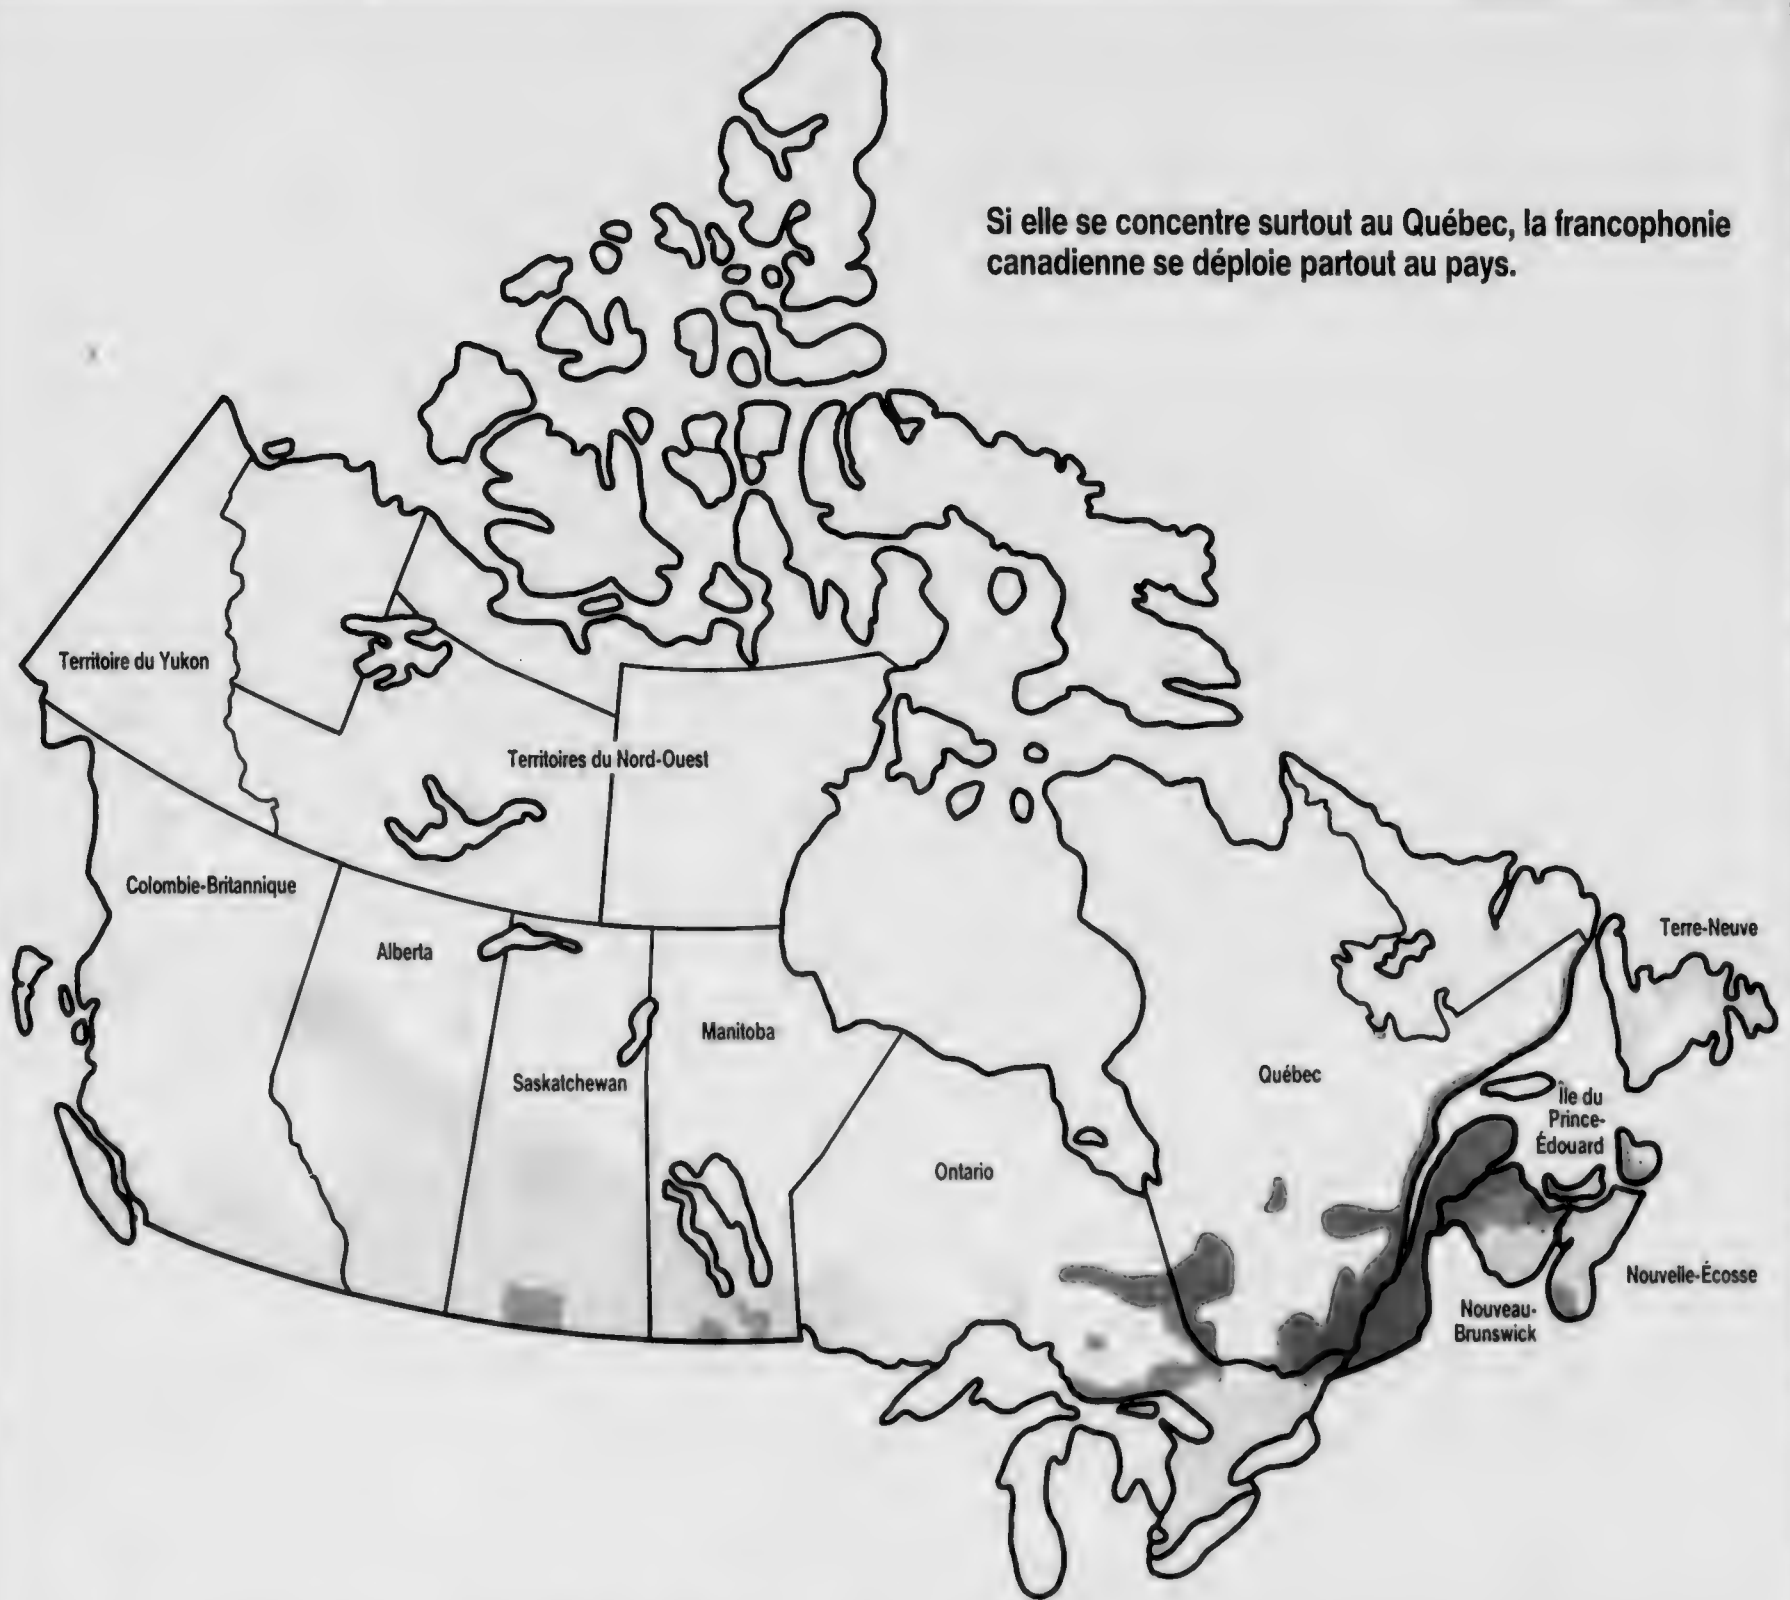 Si elle se concentre surtout au Québec, la francophonie
canadienne se déploie partout au pays.
Territoire du Yukon
Territoires du Nord-Ouest
Colombie-Britannique
Alberta
Saskatchewan
Manitoba
Ontario
Québec
Terre-Neuve
Île du
Prince-
Édouard
Nouvelle-Écosse
Nouveau-
Brunswick